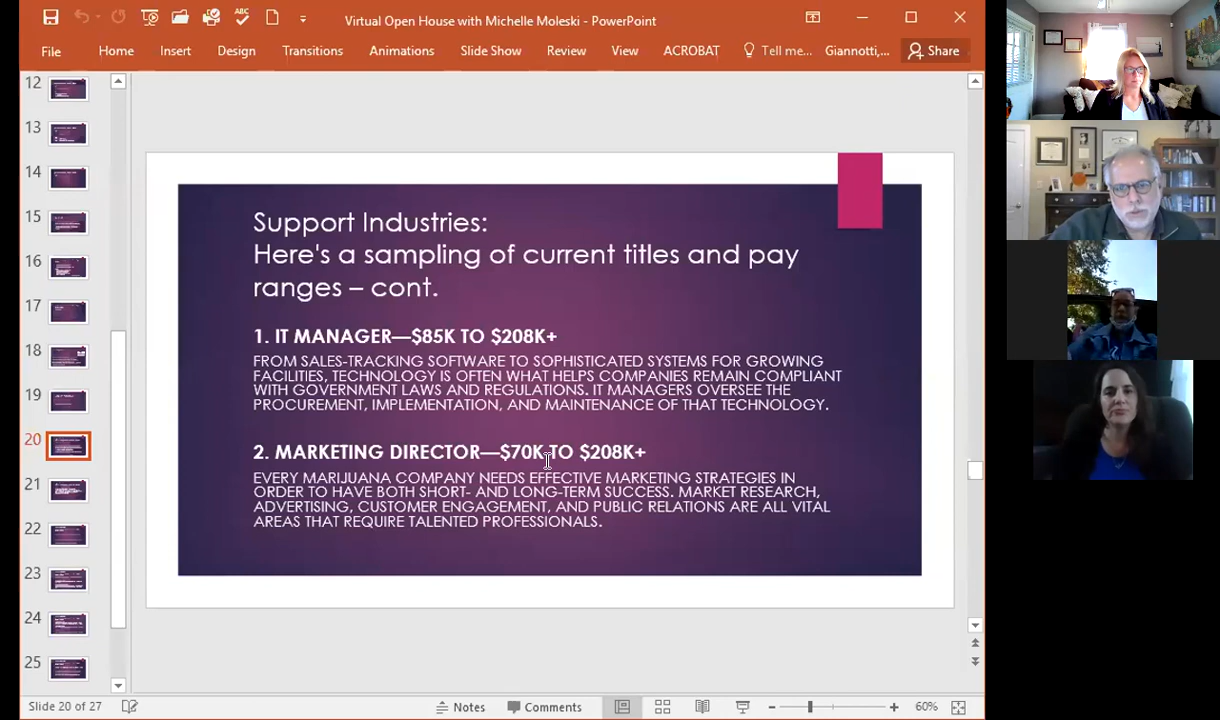 Virtual Open House with Michelle Moleski - PowerPoint
File Home Insert Design Transitions Animations Slide Show Review View ACROBAT Tell me... Giannotti,... Share
12
13
14
15
16
17
18
19
20
21
22
23
24
25
Support Industries:
Here's a sampling of current titles and pay
ranges – cont.
1. IT MANAGER—$85K TO $208K+
FROM SALES-TRACKING SOFTWARE TO SOPHISTICATED SYSTEMS FOR GROWING
FACILITIES, TECHNOLOGY IS OFTEN WHAT HELPS COMPANIES REMAIN COMPLIANT
WITH GOVERNMENT LAWS AND REGULATIONS. IT MANAGERS OVERSEE THE
PROCUREMENT, IMPLEMENTATION, AND MAINTENANCE OF THAT TECHNOLOGY.
2. MARKETING DIRECTOR—$70K TO $208K+
EVERY MARIJUANA COMPANY NEEDS EFFECTIVE MARKETING STRATEGIES IN
ORDER TO HAVE BOTH SHORT- AND LONG-TERM SUCCESS. MARKET RESEARCH,
ADVERTISING, CUSTOMER ENGAGEMENT, AND PUBLIC RELATIONS ARE ALL VITAL
AREAS THAT REQUIRE TALENTED PROFESSIONALS.
Slide 20 of 27 Notes Comments 60%